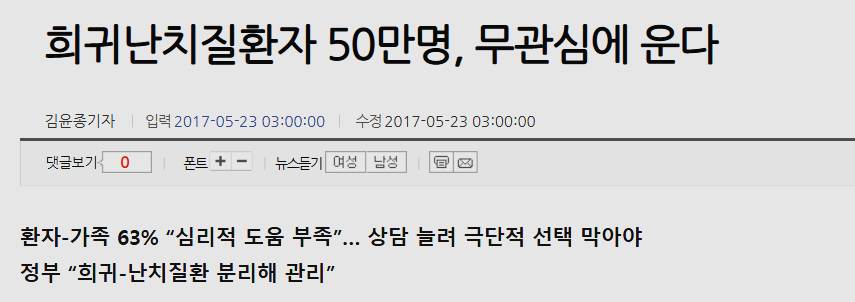 희귀난치질환자 50만명, 무관심에 운다
김윤종기자 | 입력 2017-05-23 03:00:00 | 수정 2017-05-23 03:00:00
댓글보기 0 | 폰트 + − | 뉴스듣기 여성 남성 |
환자-가족 63% “심리적 도움 부족”... 상담 늘려 극단적 선택 막아야
정부 “희귀-난치질환 분리해 관리”